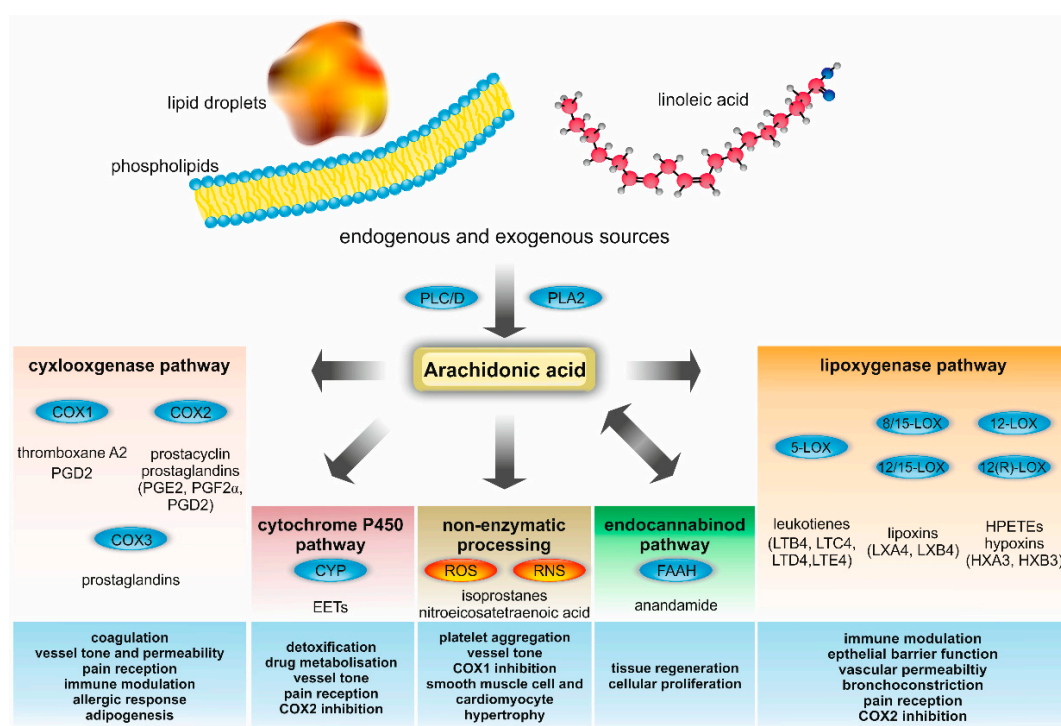 lipid droplets
phospholipids
linoleic acid
endogenous and exogenous sources
PLC/D
PLA2
Arachidonic acid
cyxlooxgenase pathway
COX1
COX2
thromboxane A2
PGD2
prostacyclin
prostaglandins
(PGE2, PGF2α,
PGD2)
COX3
prostaglandins
cytochrome P450
pathway
CYP
EETs
non-enzymatic
processing
ROS
RNS
isoprostanes
nitroeicosatetraenoic acid
endocannabinod
pathway
FAAH
anandamide
lipoxygenase pathway
5-LOX
8/15-LOX
12-LOX
12/15-LOX
12(R)-LOX
leukotienes
(LTB4, LTC4,
LTD4,LTE4)
lipoxins
(LXA4, LXB4)
HPETEs
hypoxins
(HXA3, HXB3)
coagulation
vessel tone and permeability
pain reception
immune modulation
allergic response
adipogenesis
detoxification
drug metabolisation
vessel tone
pain reception
COX2 inhibition
platelet aggregation
vessel tone
COX1 inhibition
smooth muscle cell and
cardiomyocyte
hypertrophy
tissue regeneration
cellular proliferation
immune modulation
epthelial barrier function
vascular permeabiltiy
bronchoconstriction
pain reception
COX2 inhibition